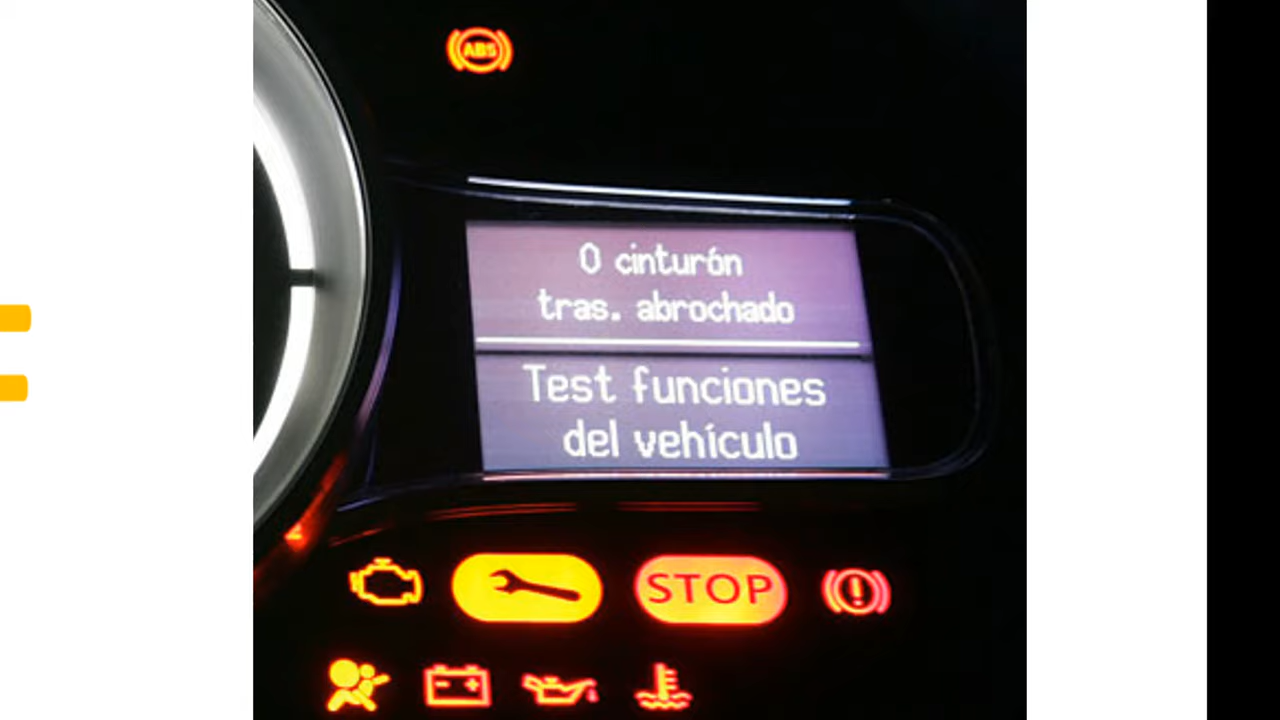 ABS
0 cinturón
tras. abrochado
Test funciones
del vehículo
STOP